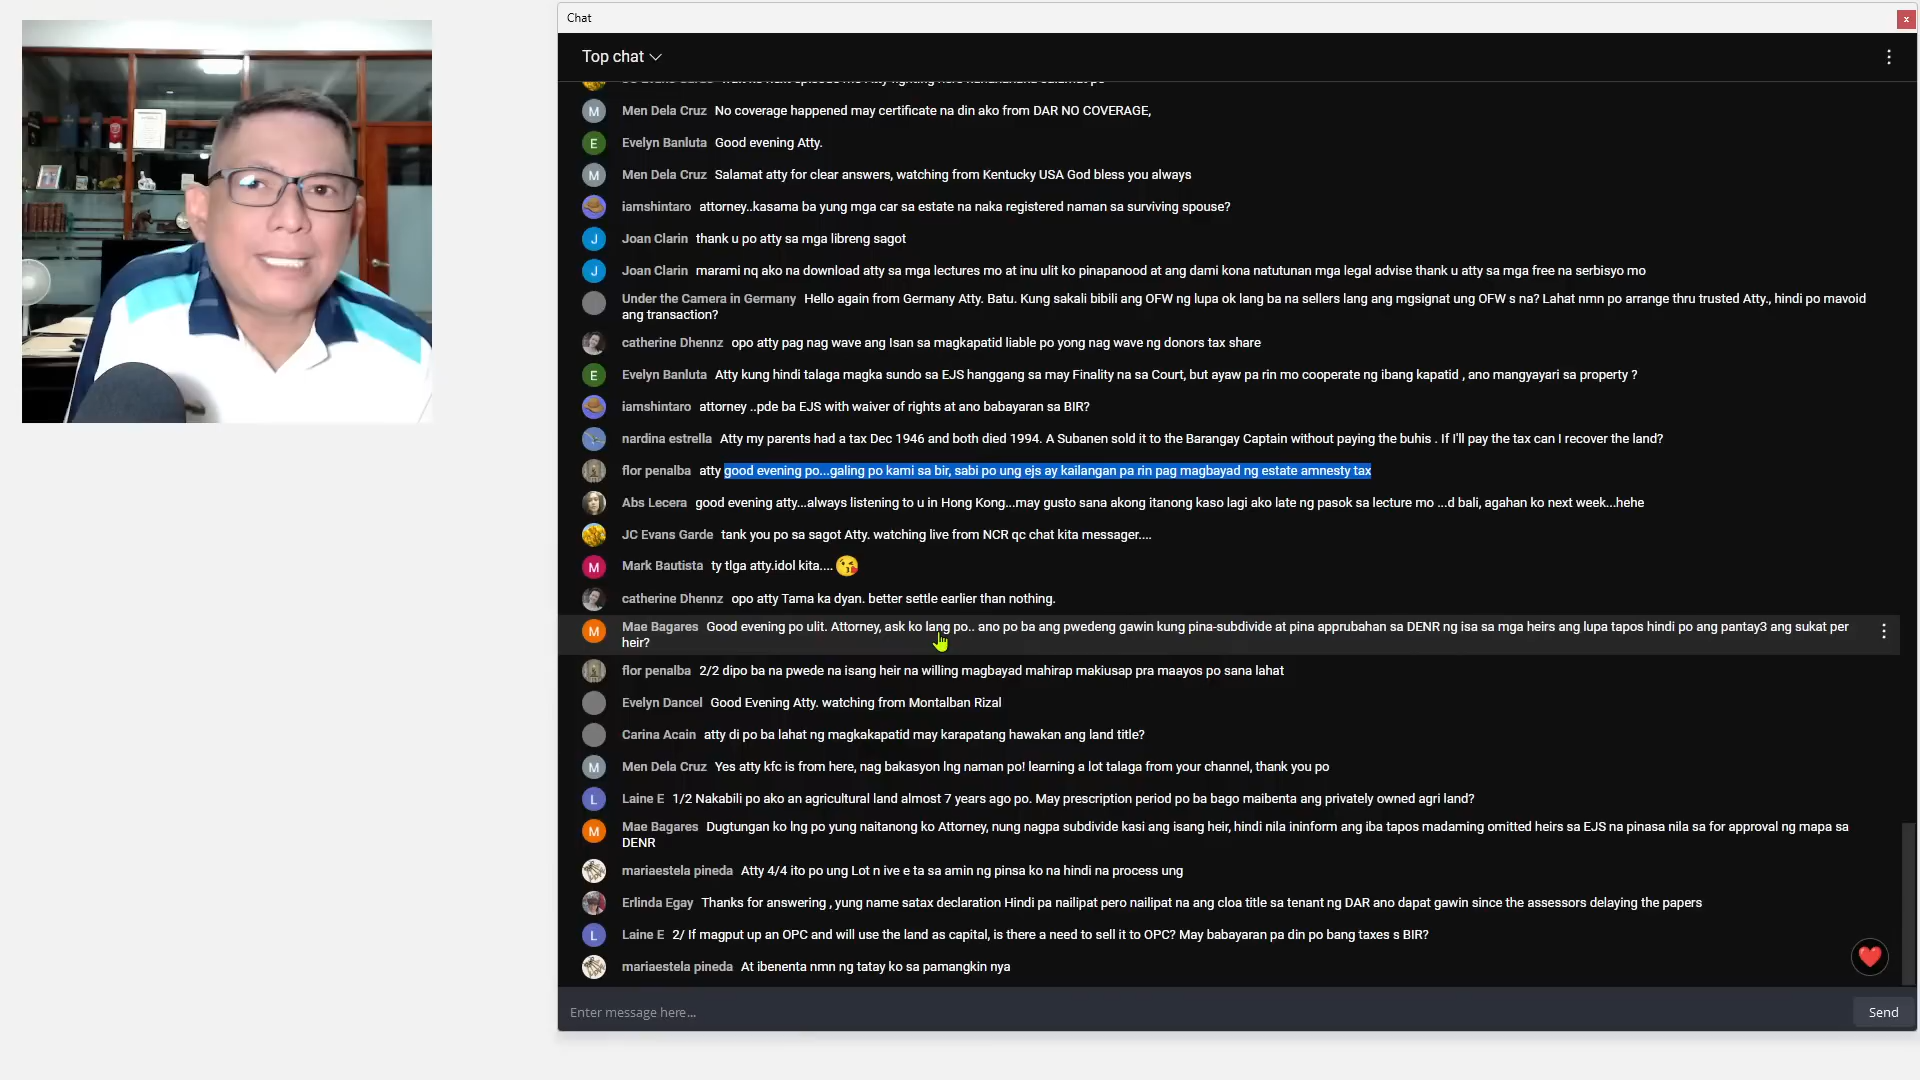 Chat
x
Top chat
M Men Dela Cruz No coverage happened may certificate na din ako from DAR NO COVERAGE,
E Evelyn Banluta Good evening Atty.
M Men Dela Cruz Salamat atty for clear answers, watching from Kentucky USA God bless you always
iamshintaro attorney..kasama ba yung mga car sa estate na naka registered naman sa surviving spouse?
J Joan Clarin thank u po atty sa mga libreng sagot
J Joan Clarin marami nq ako na download atty sa mga lectures mo at inu ulit ko pinapanood at ang dami kona natutunan mga legal advise thank u atty sa mga free na serbisyo mo
Under the Camera in Germany Hello again from Germany Atty. Batu. Kung sakali bibili ang OFW ng lupa ok lang ba na sellers lang ang mgsignat ung OFW s na? Lahat nmn po arrange thru trusted Atty., hindi po mavoid
ang transaction?
catherine Dhennz opo atty pag nag wave ang Isan sa magkapatid liable po yong nag wave ng donors tax share
E Evelyn Banluta Atty kung hindi talaga magka sundo sa EJS hanggang sa may Finality na sa Court, but ayaw pa rin mo cooperate ng ibang kapatid , ano mangyayari sa property ?
iamshintaro attorney ..pde ba EJS with waiver of rights at ano babayaran sa BIR?
nardina estrella Atty my parents had a tax Dec 1946 and both died 1994. A Subanen sold it to the Barangay Captain without paying the buhis . If I'll pay the tax can I recover the land?
flor penalba atty good evening po...galing po kami sa bir, sabi po ung ejs ay kailangan pa rin pag magbayad ng estate amnesty tax
Abs Lecera good evening atty...always listening to u in Hong Kong...may gusto sana akong itanong kaso lagi ako late ng pasok sa lecture mo ...d bali, agahan ko next week...hehe
JC Evans Garde tank you po sa sagot Atty. watching live from NCR qc chat kita messager....
M Mark Bautista ty tlga atty.idol kita.... 😘
catherine Dhennz opo atty Tama ka dyan. better settle earlier than nothing.
M Mae Bagares Good evening po ulit. Attorney, ask ko lang po.. ano po ba ang pwedeng gawin kung pina-subdivide at pina apprubahan sa DENR ng isa sa mga heirs ang lupa tapos hindi po ang pantay3 ang sukat per
heir?
flor penalba 2/2 dipo ba na pwede na isang heir na willing magbayad mahirap makiusap pra maayos po sana lahat
Evelyn Dancel Good Evening Atty. watching from Montalban Rizal
Carina Acain atty di po ba lahat ng magkakapatid may karapatang hawakan ang land title?
M Men Dela Cruz Yes atty kfc is from here, nag bakasyon lng naman po! learning a lot talaga from your channel, thank you po
L Laine E 1/2 Nakabili po ako an agricultural land almost 7 years ago po. May prescription period po ba bago maibenta ang privately owned agri land?
M Mae Bagares Dugtungan ko lng po yung naitanong ko Attorney, nung nagpa subdivide kasi ang isang heir, hindi nila ininform ang iba tapos madaming omitted heirs sa EJS na pinasa nila sa for approval ng mapa sa
DENR
mariaestela pineda Atty 4/4 ito po ung Lot n ive e ta sa amin ng pinsa ko na hindi na process ung
Erlinda Egay Thanks for answering , yung name satax declaration Hindi pa nailipat pero nailipat na ang cloa title sa tenant ng DAR ano dapat gawin since the assessors delaying the papers
L Laine E 2/ If magput up an OPC and will use the land as capital, is there a need to sell it to OPC? May babayaran pa din po bang taxes s BIR?
mariaestela pineda At ibenenta nmn ng tatay ko sa pamangkin nya
Enter message here...
Send